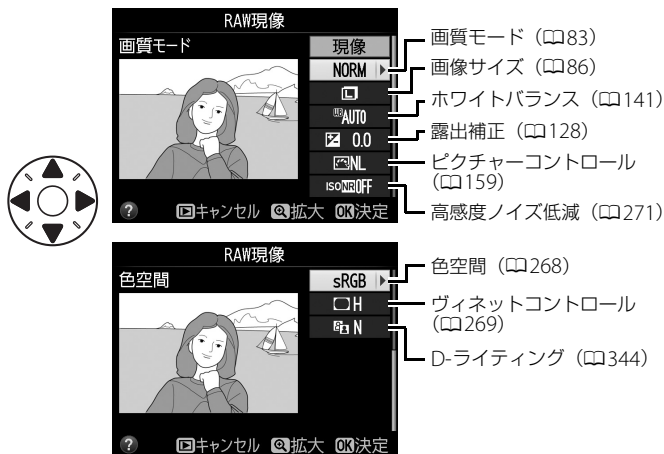 RAW現像
画質モード
現像
NORM
L
AUTO
0.0
NL
ISO NR OFF
? キャンセル 拡大 OK決定
画質モード（83）
画像サイズ（86）
ホワイトバランス（141）
露出補正（128）
ピクチャーコントロール
（159）
高感度ノイズ低減（271）
RAW現像
色空間
sRGB
H
N
? キャンセル 拡大 OK決定
色空間（268）
ヴィネットコントロール
（269）
D-ライティング（344）